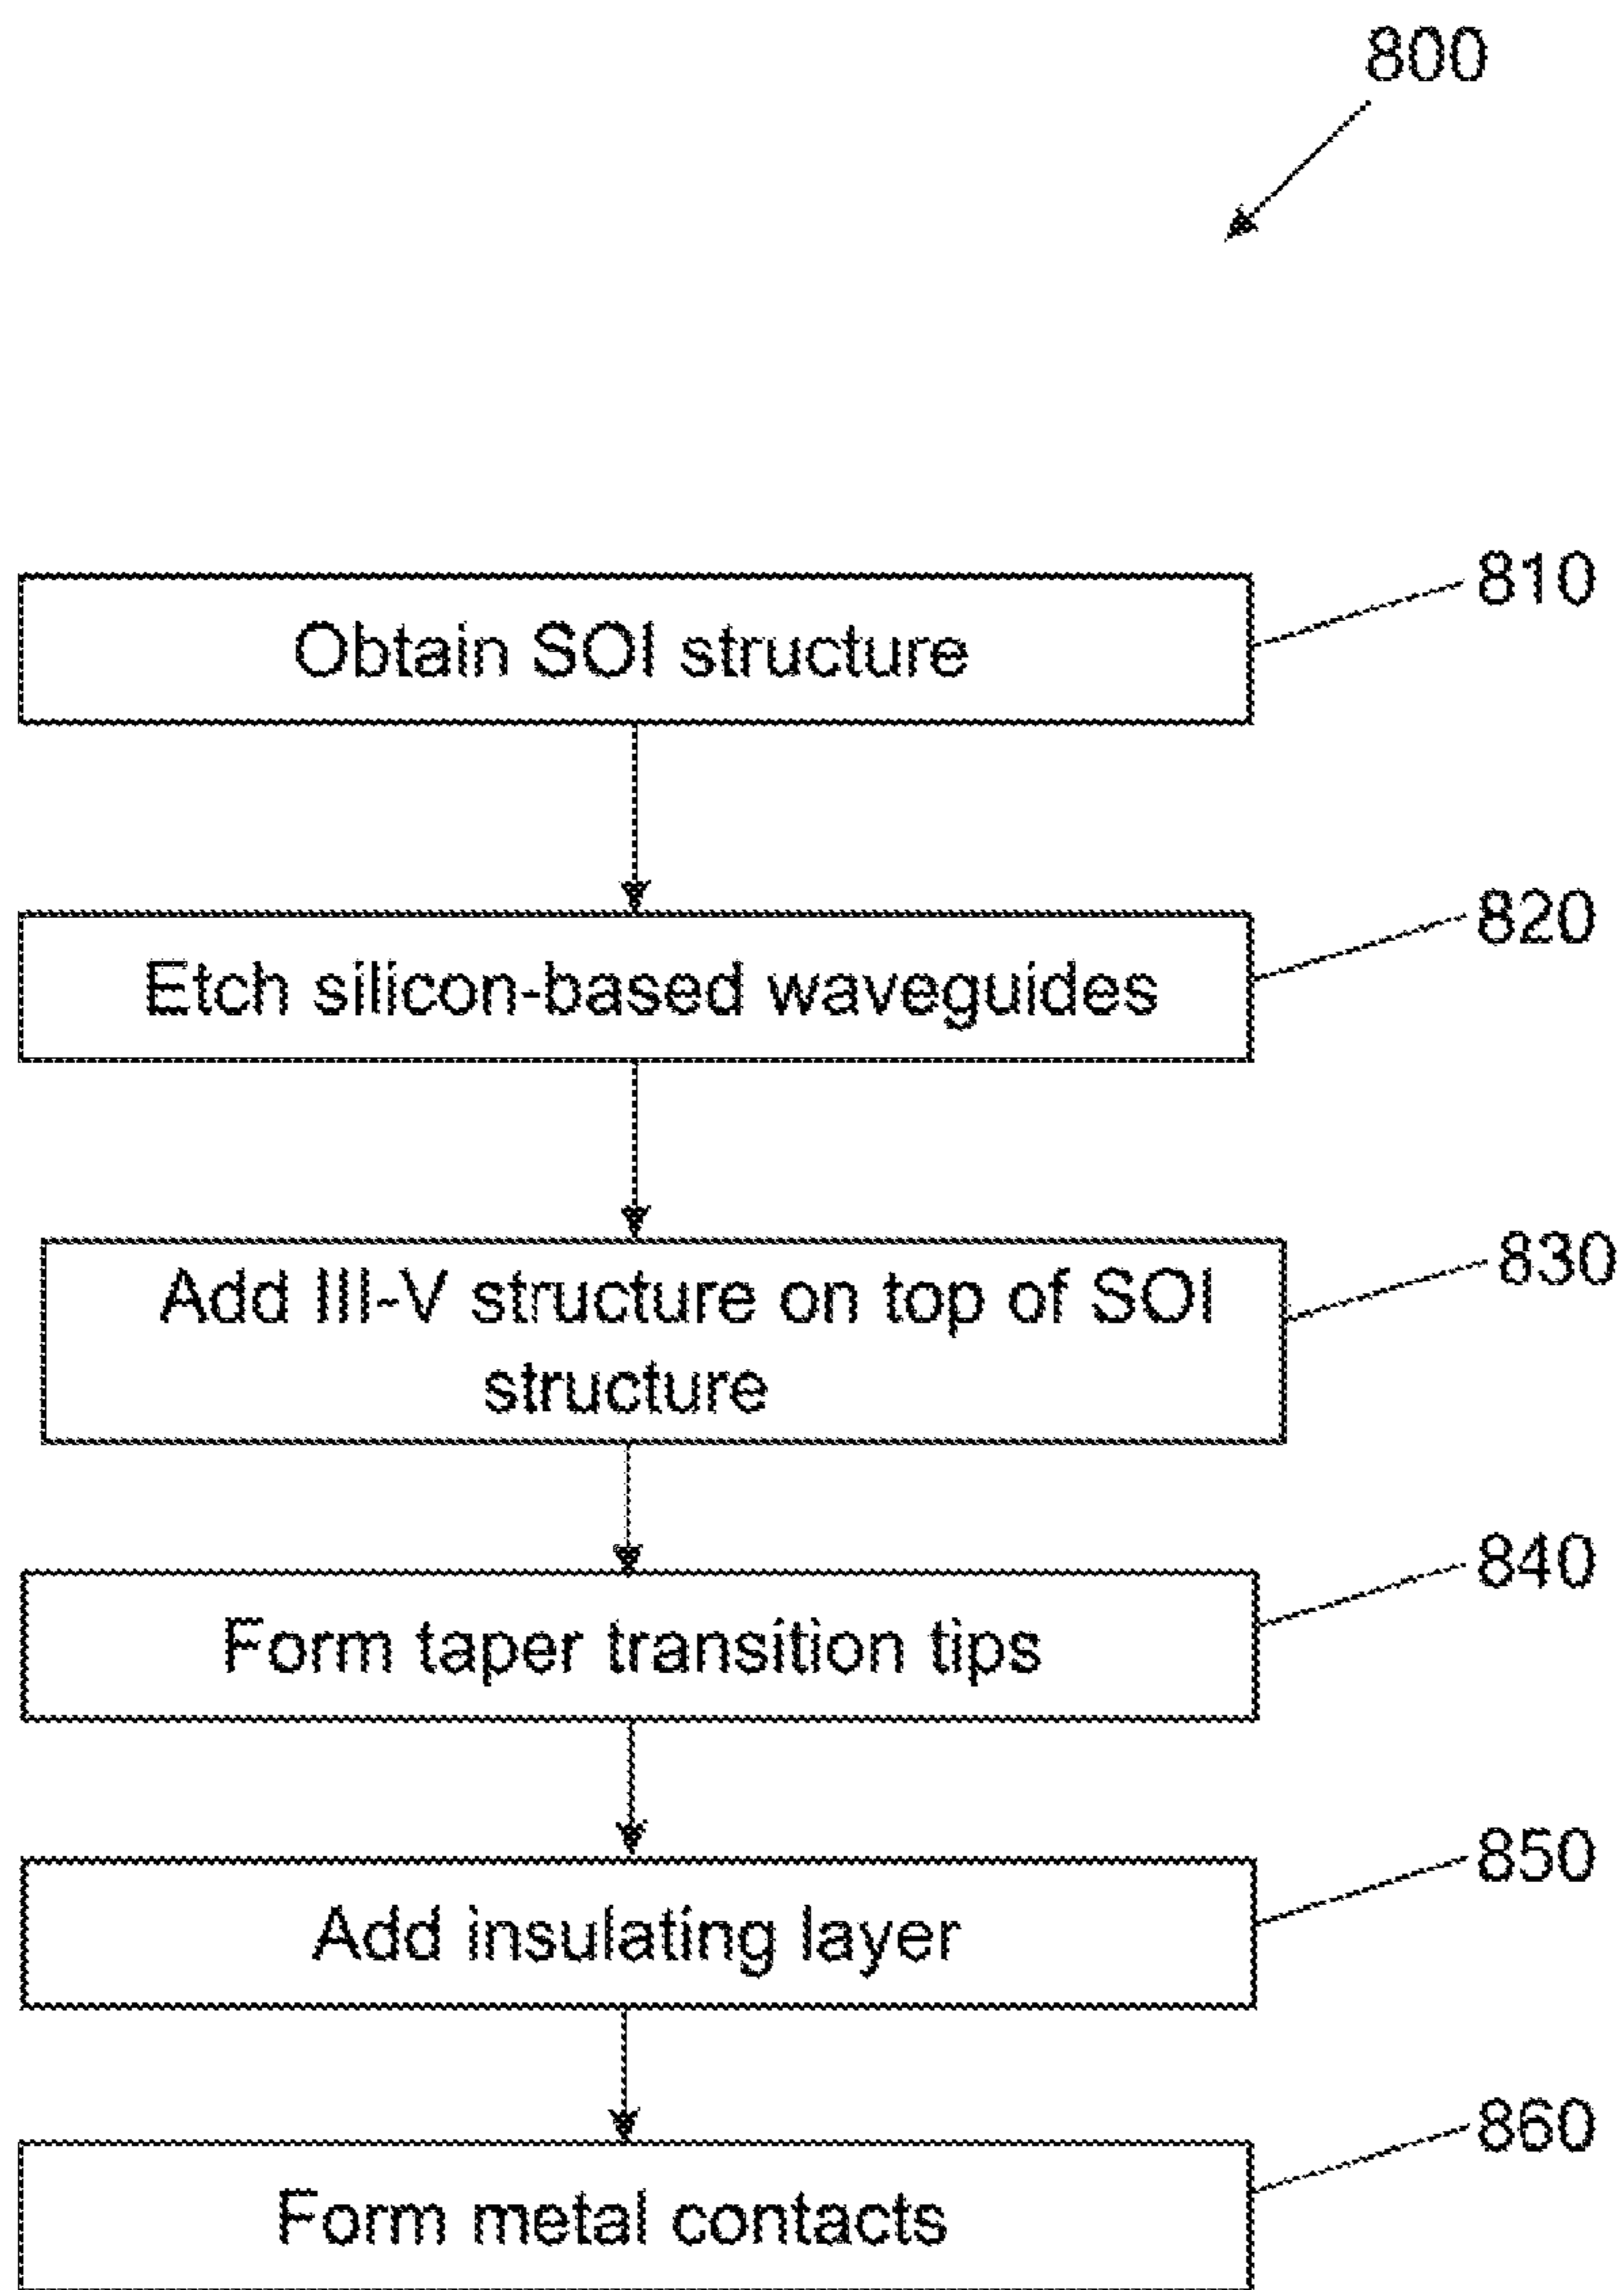 800
Obtain SOI structure
810
Etch silicon-based waveguides
820
Add III-V structure on top of SOI
structure
830
Form taper transition tips
840
Add insulating layer
850
Form metal contacts
860